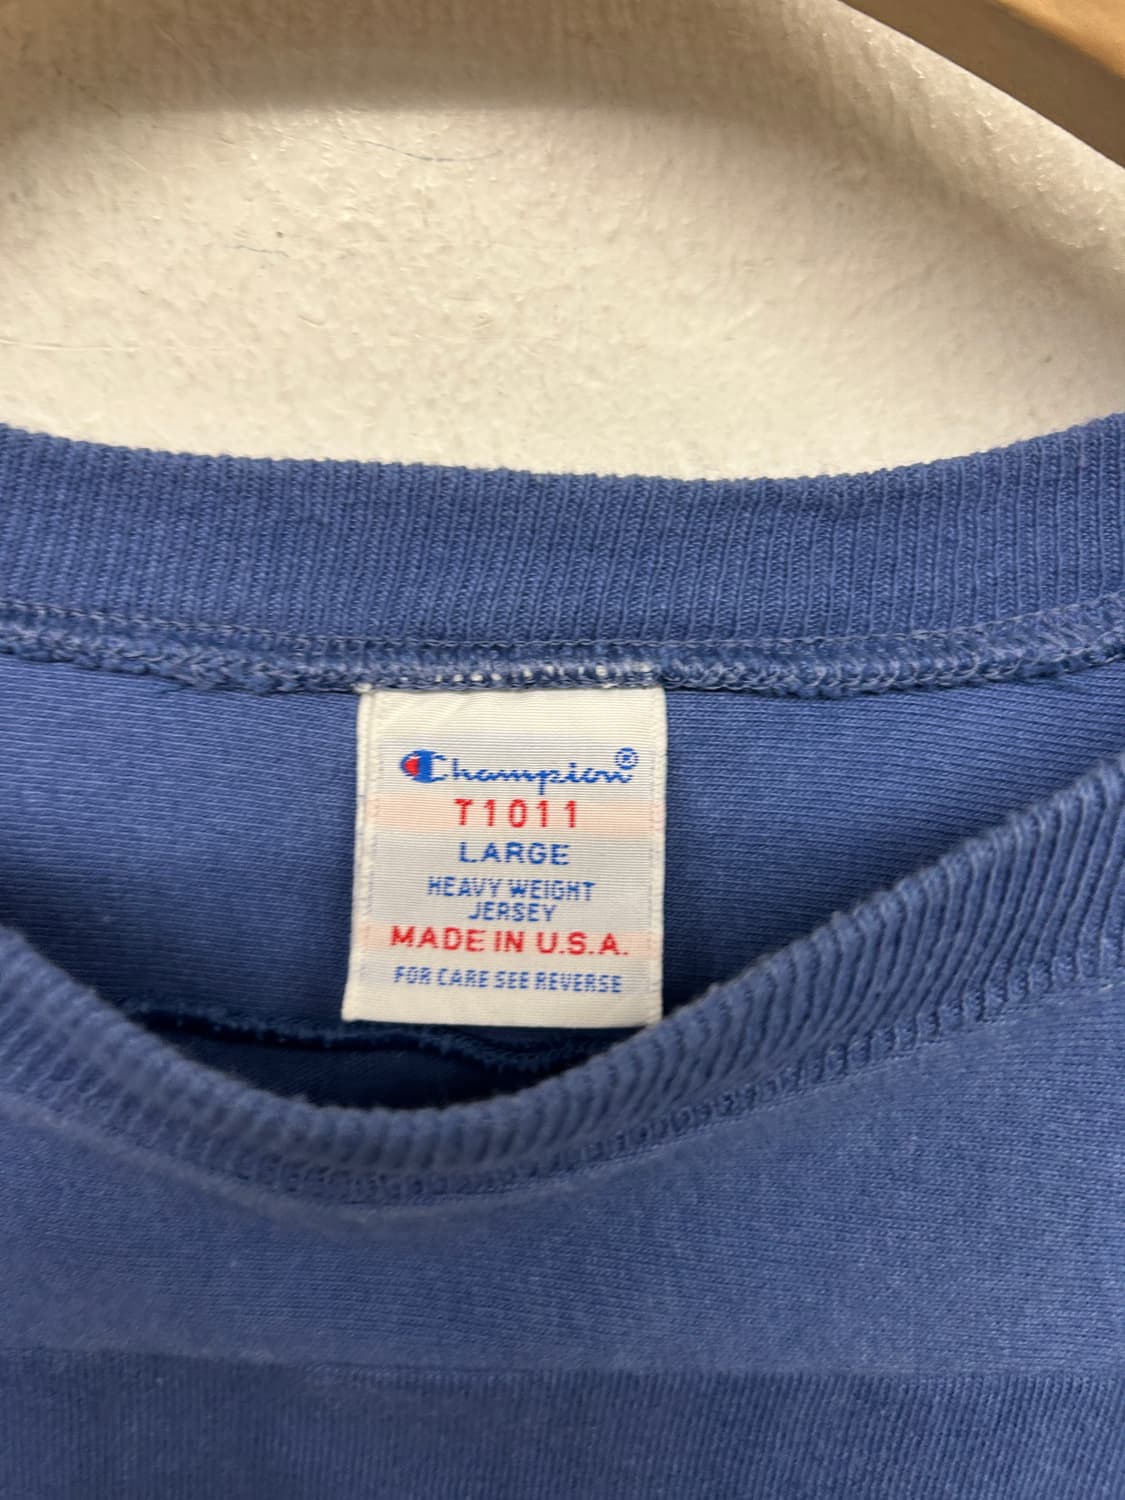 Champion®
T1011
LARGE
HEAVY WEIGHT
JERSEY
MADE IN U.S.A.
FOR CARE SEE REVERSE